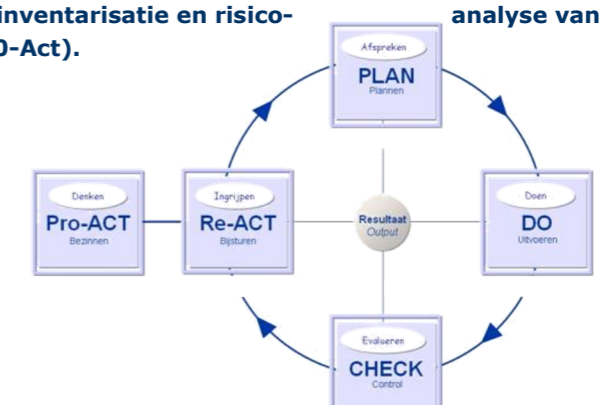 inventarisatie en risico- analyse van
0-Act).
Afspreken
PLAN
Plannen
Denken
Pro-ACT
Bezinnen
Ingrijpen
Re-ACT
Bijsturen
Resultaat
Output
Doen
DO
Uitvoeren
Evalueren
CHECK
Control